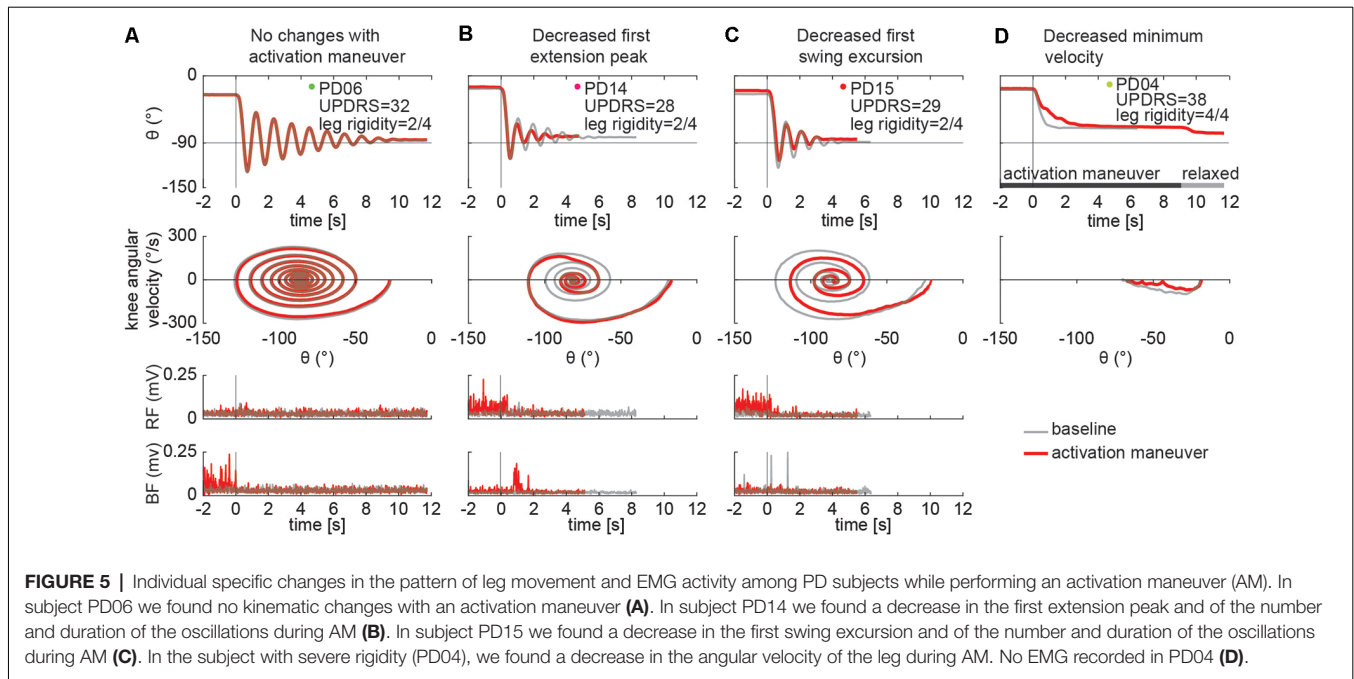 A
No changes with
activation maneuver
B
Decreased first
extension peak
C
Decreased first
swing excursion
D
Decreased minimum
velocity
0
-90
-150
θ (°)
PD06
UPDRS=32
leg rigidity=2/4
PD14
UPDRS=28
leg rigidity=2/4
PD15
UPDRS=29
leg rigidity=2/4
PD04
UPDRS=38
leg rigidity=4/4
activation maneuver
relaxed
-2 0 2 4 6 8 10 12
time [s]
-2 0 2 4 6 8 10 12
time [s]
-2 0 2 4 6 8 10 12
time [s]
-2 0 2 4 6 8 10 12
time [s]
knee angular
velocity (°/s)
300
0
-300
-150 -100 -50 0
θ (°)
-150 -100 -50 0
θ (°)
-150 -100 -50 0
θ (°)
-150 -100 -50 0
θ (°)
RF (mV)
0.25
0
BF (mv)
0.25
0
-2 0 2 4 6 8 10 12
time [s]
-2 0 2 4 6 8 10 12
time [s]
-2 0 2 4 6 8 10 12
time [s]
baseline
activation maneuver
FIGURE 5 | Individual specific changes in the pattern of leg movement and EMG activity among PD subjects while performing an activation maneuver (AM). In
subject PD06 we found no kinematic changes with an activation maneuver (A). In subject PD14 we found a decrease in the first extension peak and of the number
and duration of the oscillations during AM (B). In subject PD15 we found a decrease in the first swing excursion and of the number and duration of the oscillations
during AM (C). In the subject with severe rigidity (PD04), we found a decrease in the angular velocity of the leg during AM. No EMG recorded in PD04 (D).